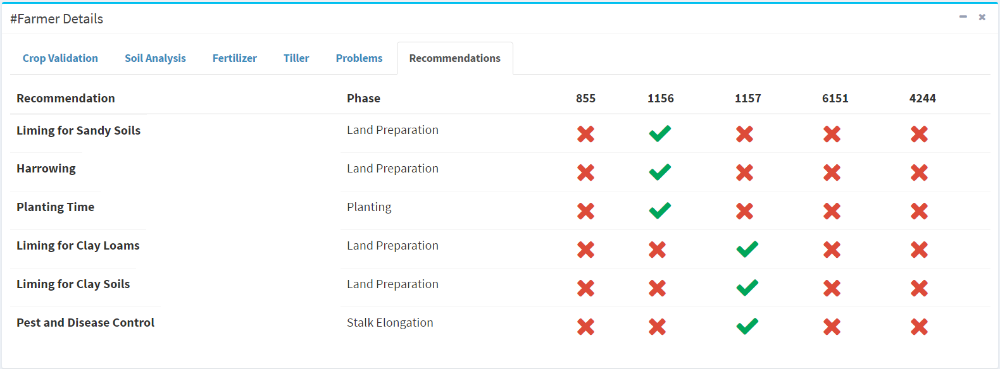 #Farmer Details
Crop Validation Soil Analysis Fertilizer Tiller Problems Recommendations
Recommendation Phase 855 1156 1157 6151 4244
Liming for Sandy Soils Land Preparation
Harrowing Land Preparation
Planting Time Planting
Liming for Clay Loams Land Preparation
Liming for Clay Soils Land Preparation
Pest and Disease Control Stalk Elongation